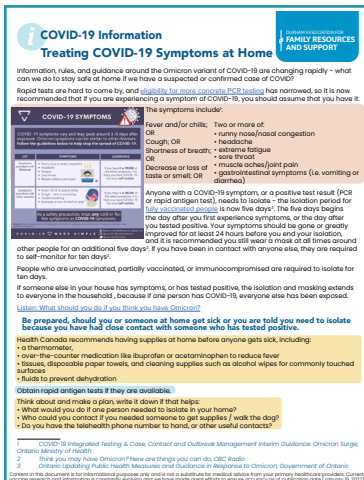 COVID-19 Information
Treating COVID-19 Symptoms at Home
DURHAM ASSOCIATION FOR
FAMILY RESOURCES
AND SUPPORT
Information, rules, and guidance around the Omicron variant of COVID-19 are changing rapidly - what
can we do to stay safe at home if we have a suspected or confirmed case of COVID?
Rapid tests are hard to come by, and eligibility for more concrete PCR testing has narrowed, so it is now
recommended that if you are experiencing a symptom of COVID-19, you should assume that you have it.
COVID-19 SYMPTOMS
The symptoms include¹:
Fever and/or chills;
OR
Cough; OR
Shortness of breath;
OR
Decrease or loss of
taste or smell; OR
Two or more of:
• runny nose/nasal congestion
• headache
• extreme fatigue
• sore throat
• muscle aches/joint pain
• gastrointestinal symptoms (i.e. vomiting or
diarrhea)
Anyone with a COVID-19 symptom, or a positive test result (PCR
or rapid antigen test), needs to isolate - the isolation period for
fully vaccinated people is now five days². The five days begins
the day after you first experience symptoms, or the day after
you tested positive. Your symptoms should be gone or greatly
improved for at least 24 hours before you end your isolation,
and it is recommended you still wear a mask at all times around
other people for an additional five days². If you have been in contact with anyone else, they are required
to self-monitor for ten days³.
People who are unvaccinated, partially vaccinated, or immunocompromised are required to isolate for
ten days.
If someone else in your house has symptoms, or has tested positive, the isolation and masking extends
to everyone in the household, because if one person has COVID-19, everyone else has been exposed.
Listen: What should you do if you think you have Omicron?
Be prepared, should you or someone at home get sick or you are told you need to isolate
because you have had close contact with someone who has tested positive.
Health Canada recommends having supplies at home before anyone gets sick, including:
• a thermometer,
• over-the-counter medication like ibuprofen or acetaminophen to reduce fever
• tissues, disposable paper towels, and cleaning supplies such as alcohol wipes for commonly touched
surfaces
• fluids to prevent dehydration
Obtain rapid antigen tests if they are available.
Think about and make a plan, write it down if that helps:
• What would you do if one person needed to isolate in your home?
• Who could you contact if you needed someone to get supplies / walk the dog?
• Do you have the telehealth phone number to hand, or other useful contacts?
1 COVID-19 Integrated Testing & Case, Contact and Outbreak Management Interim Guidance: Omicron Surge,
Ontario Ministry of Health
2 Think you may have Omicron? Here are things you can do, CBC Radio
3 Ontario Updating Public Health Measures and Guidance in Response to Omicron, Government of Ontario
Content in this document is for informational purposes only and is not a substitute for medical advice from your primary healthcare providers. Current